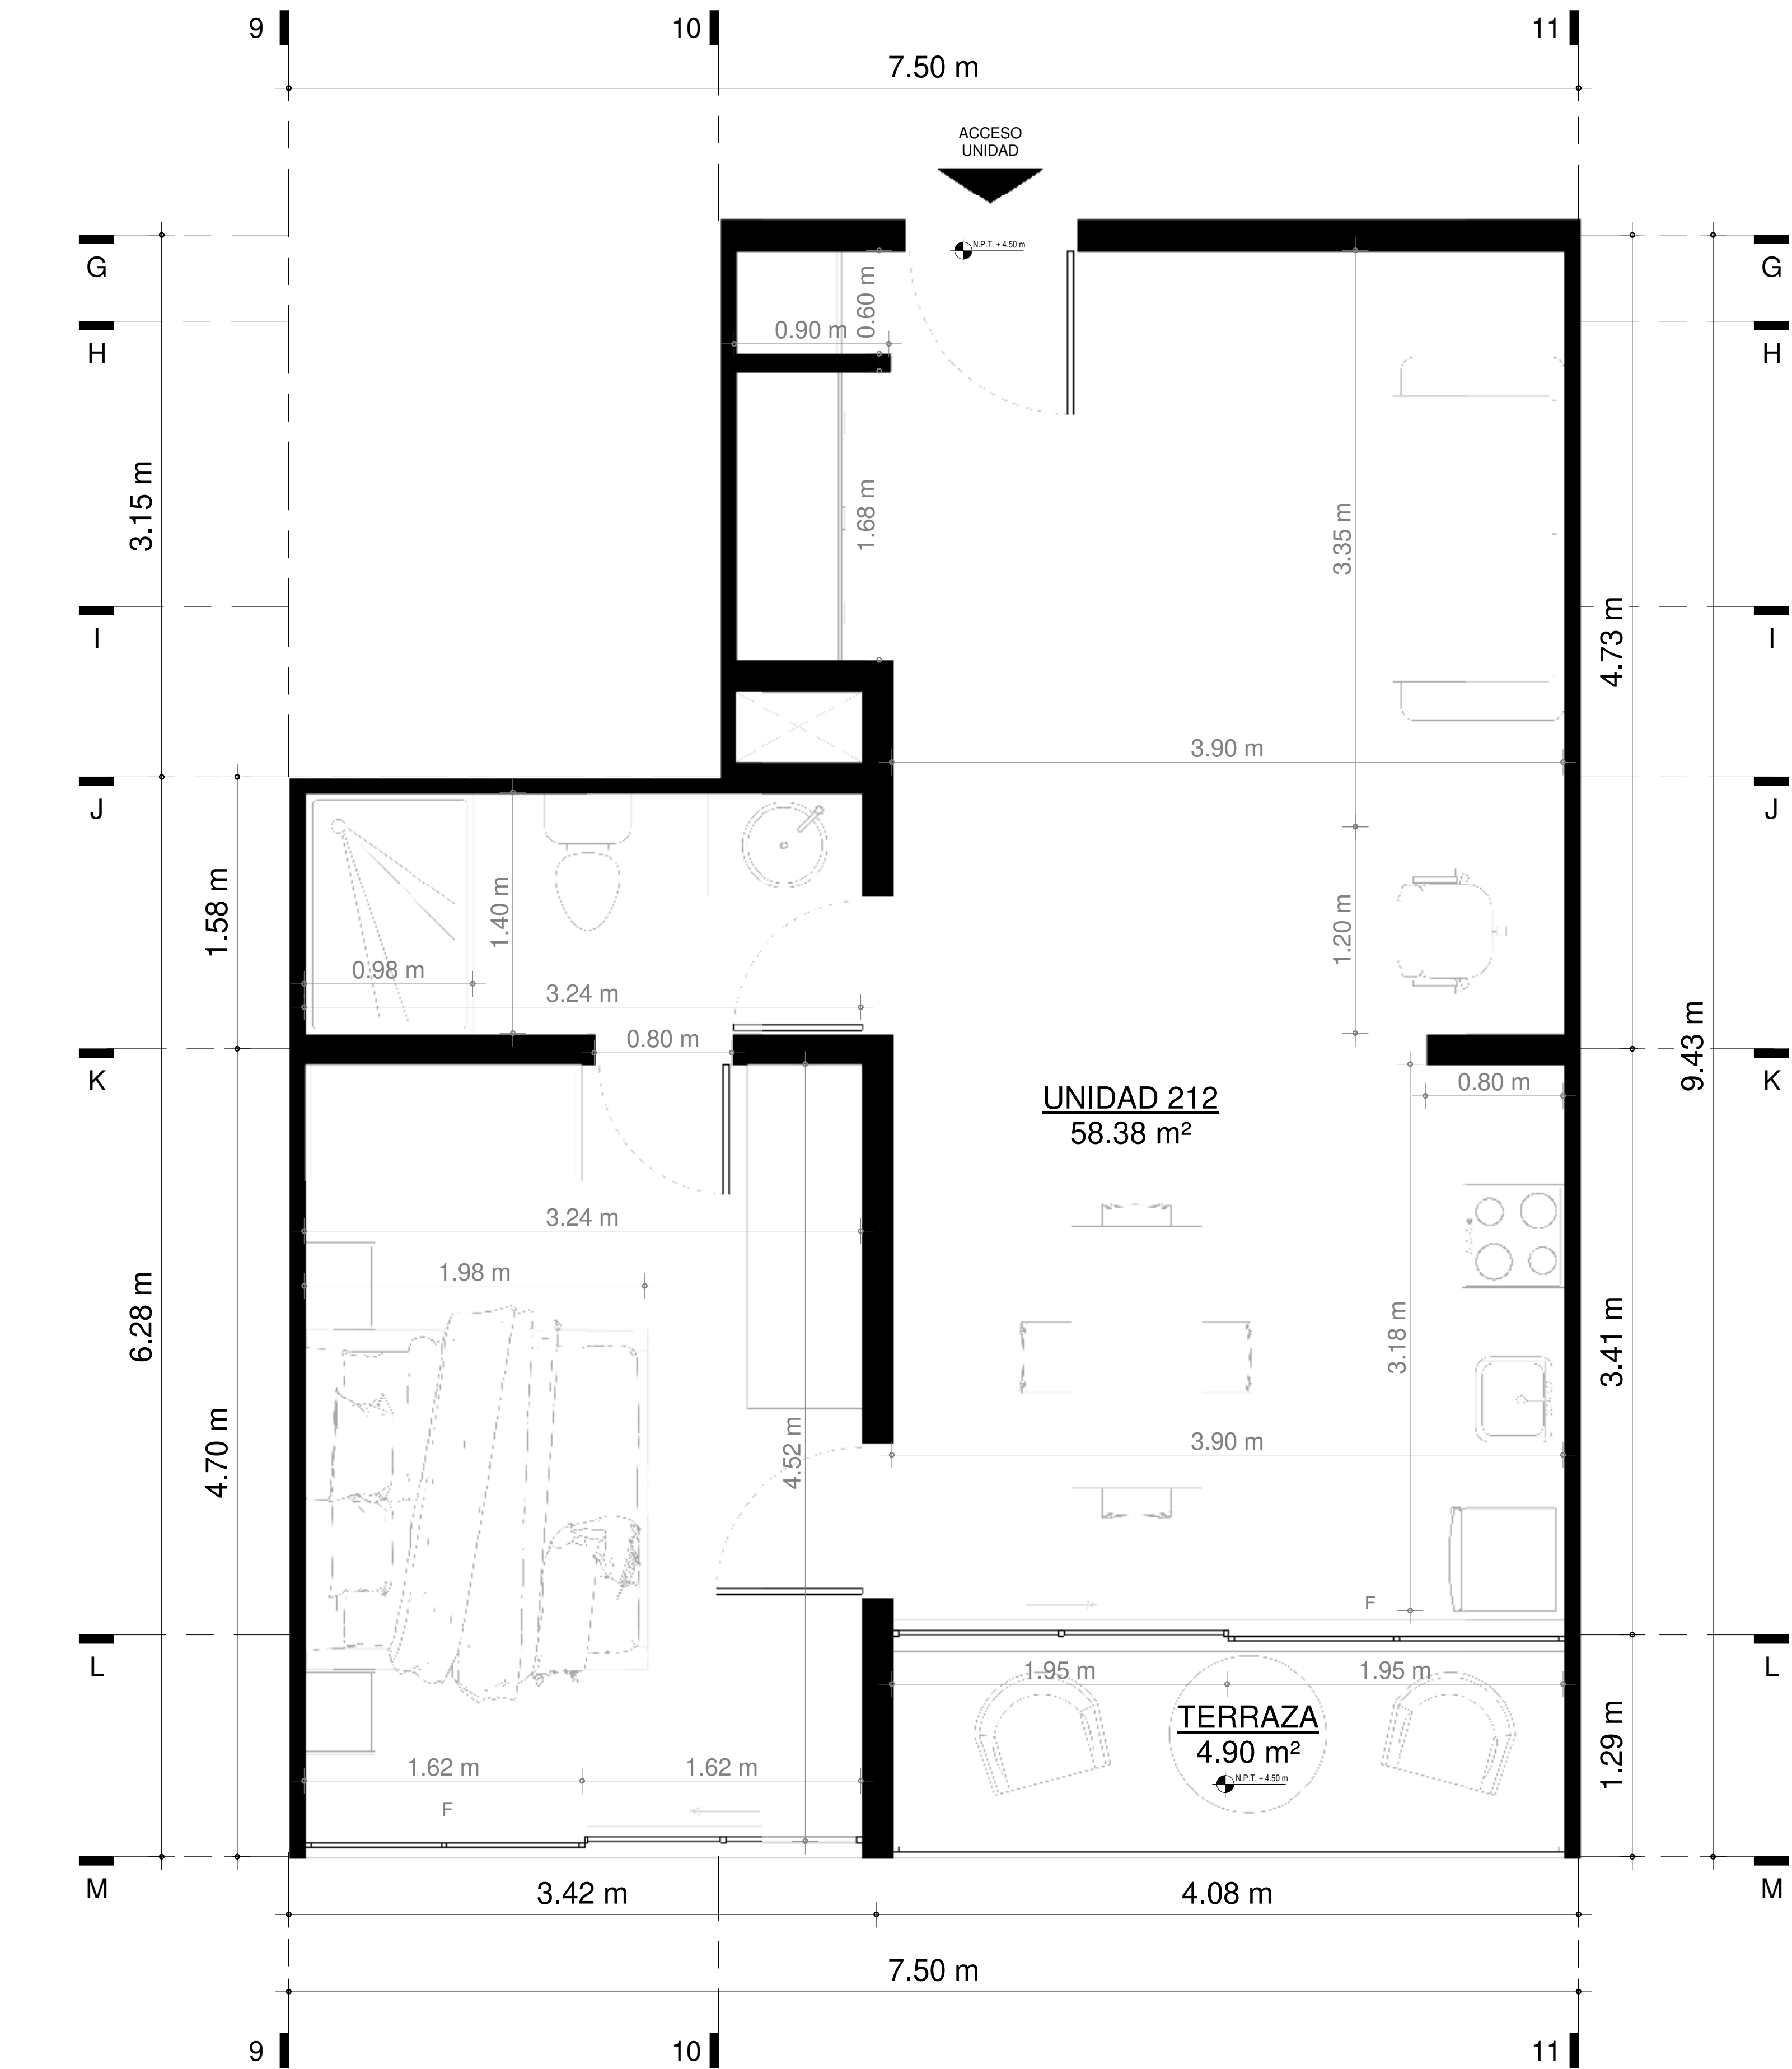 9
10
11
7.50 m
ACCESO
UNIDAD
N.P.T. + 4.50 m
G
G
0.60 m
0.90 m
H
H
3.15 m
1.68 m
3.35 m
I
I
4.73 m
3.90 m
J
J
1.58 m
1.40 m
1.20 m
0.98 m
3.24 m
0.80 m
9.43 m
K
K
0.80 m
UNIDAD 212
58.38 m²
3.24 m
1.98 m
6.28 m
3.18 m
3.41 m
4.70 m
4.52 m
3.90 m
F
L
L
1.95 m
1.95 m
TERRAZA
4.90 m²
N.P.T. + 4.50 m
1.29 m
1.62 m
1.62 m
F
M
M
3.42 m
4.08 m
7.50 m
9
10
11